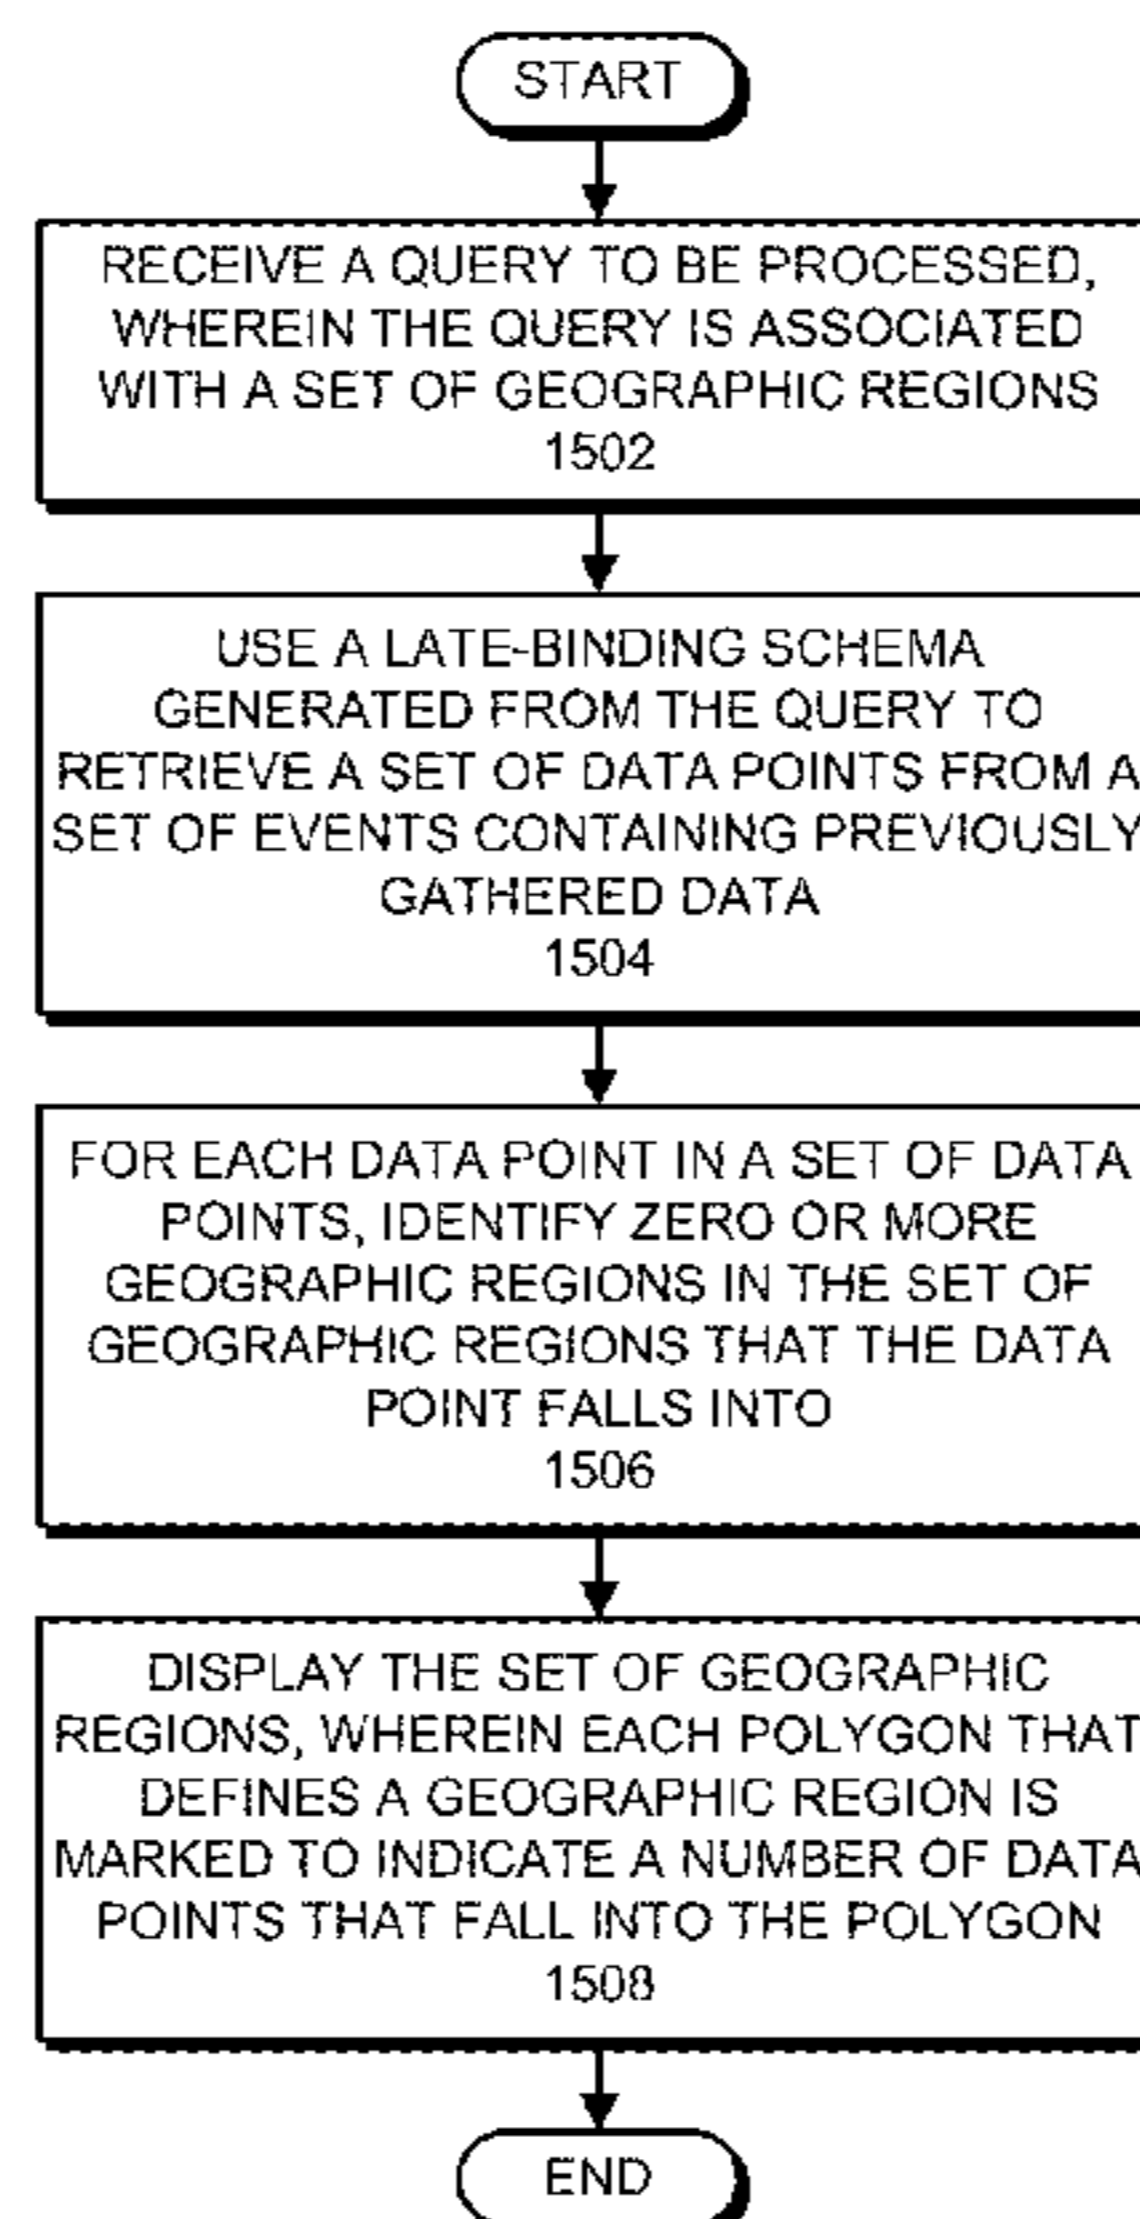 START
RECEIVE A QUERY TO BE PROCESSED,
WHEREIN THE QUERY IS ASSOCIATED
WITH A SET OF GEOGRAPHIC REGIONS
1502
USE A LATE-BINDING SCHEMA
GENERATED FROM THE QUERY TO
RETRIEVE A SET OF DATA POINTS FROM A
SET OF EVENTS CONTAINING PREVIOUSLY
GATHERED DATA
1504
FOR EACH DATA POINT IN A SET OF DATA
POINTS, IDENTIFY ZERO OR MORE
GEOGRAPHIC REGIONS IN THE SET OF
GEOGRAPHIC REGIONS THAT THE DATA
POINT FALLS INTO
1506
DISPLAY THE SET OF GEOGRAPHIC
REGIONS, WHEREIN EACH POLYGON THAT
DEFINES A GEOGRAPHIC REGION IS
MARKED TO INDICATE A NUMBER OF DATA
POINTS THAT FALL INTO THE POLYGON
1508
END